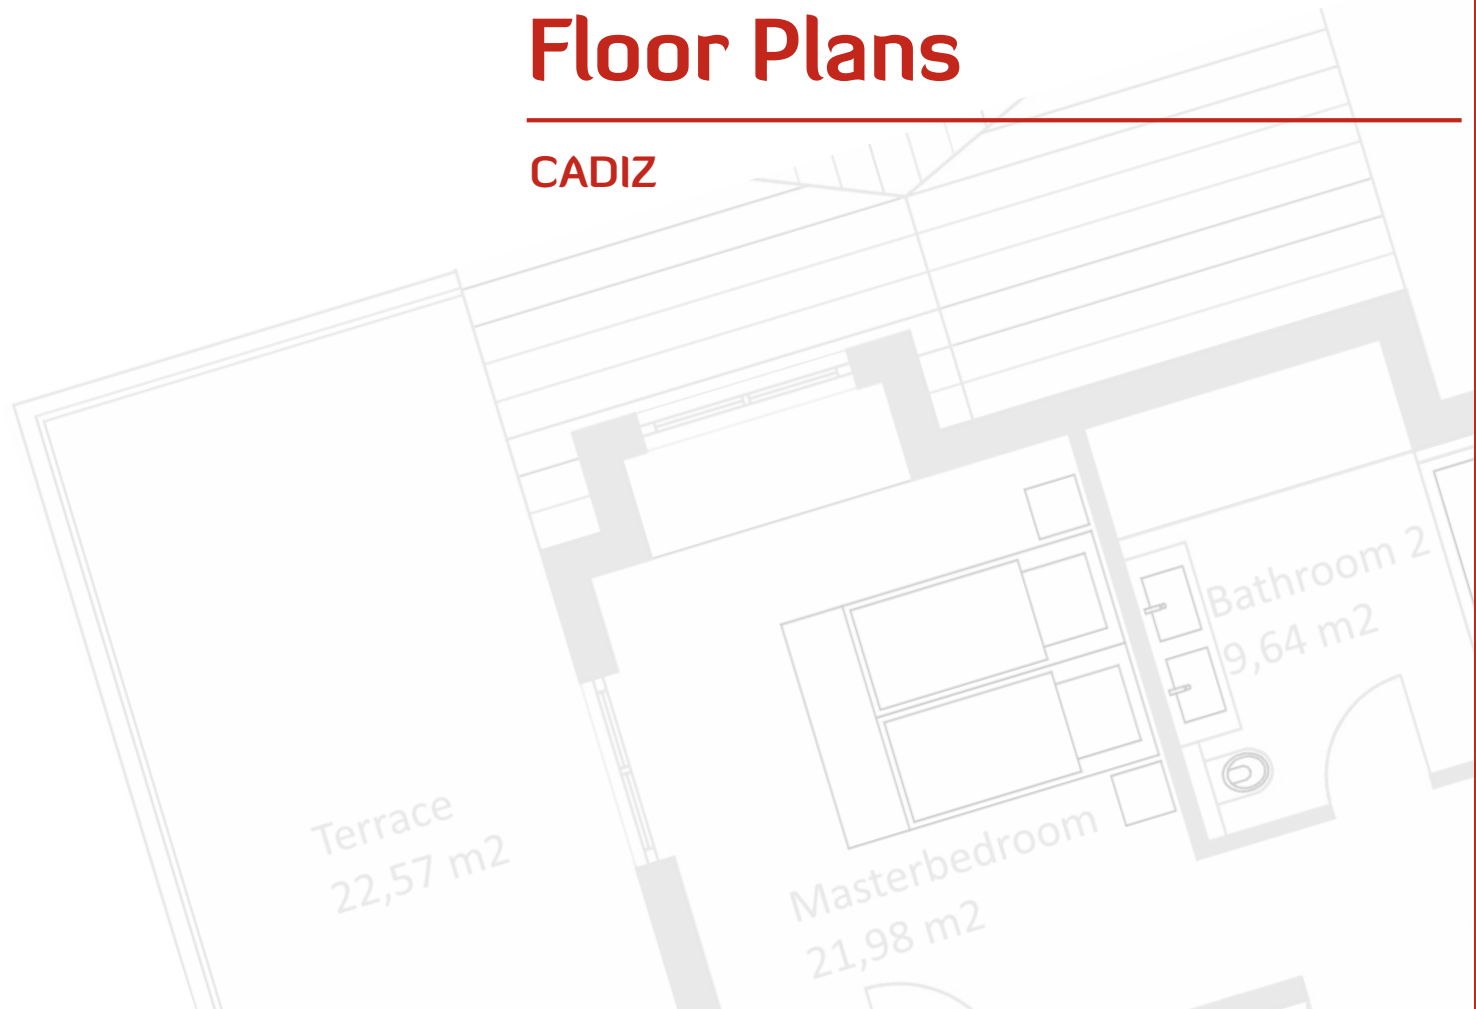 Floor Plans
CADIZ
Bathroom 2
9,64 m2
Terrace
22,57 m2
Masterbedroom
21,98 m2